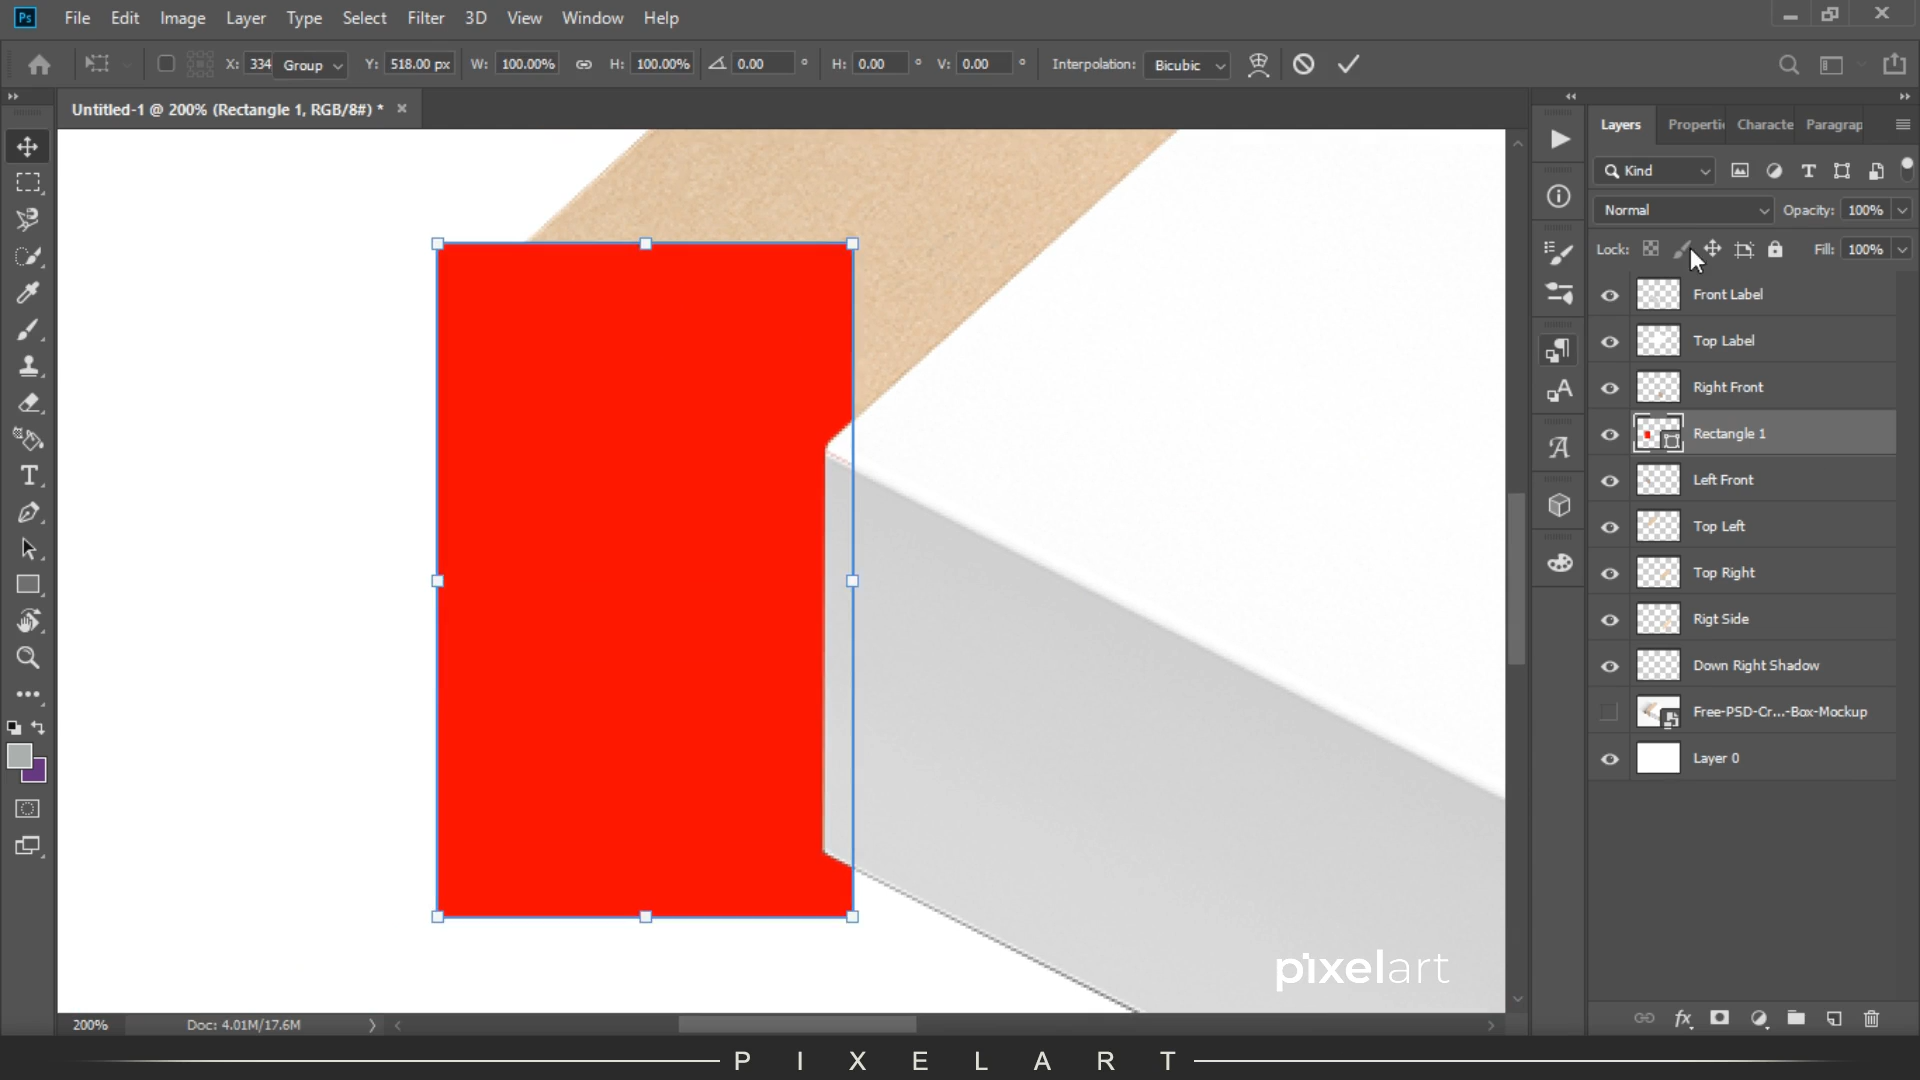 Ps File Edit Image Layer Type Select Filter 3D View Window Help
X: 334 Group Y: 518.00 px W: 100.00% H: 100.00% 0.00 ° H: 0.00 ° V: 0.00 ° Interpolation: Bicubic
Untitled-1 @ 200% (Rectangle 1, RGB/8#) * ×
Layers Properti Characte Paragrap
Kind
Normal Opacity: 100%
Lock: Fill: 100%
Front Label
Top Label
Right Front
Rectangle 1
Left Front
Top Left
Top Right
Rigt Side
Down Right Shadow
Free-PSD-Cr...-Box-Mockup
Layer 0
pixelart
200% Doc: 4.01M/17.6M
PIXELART